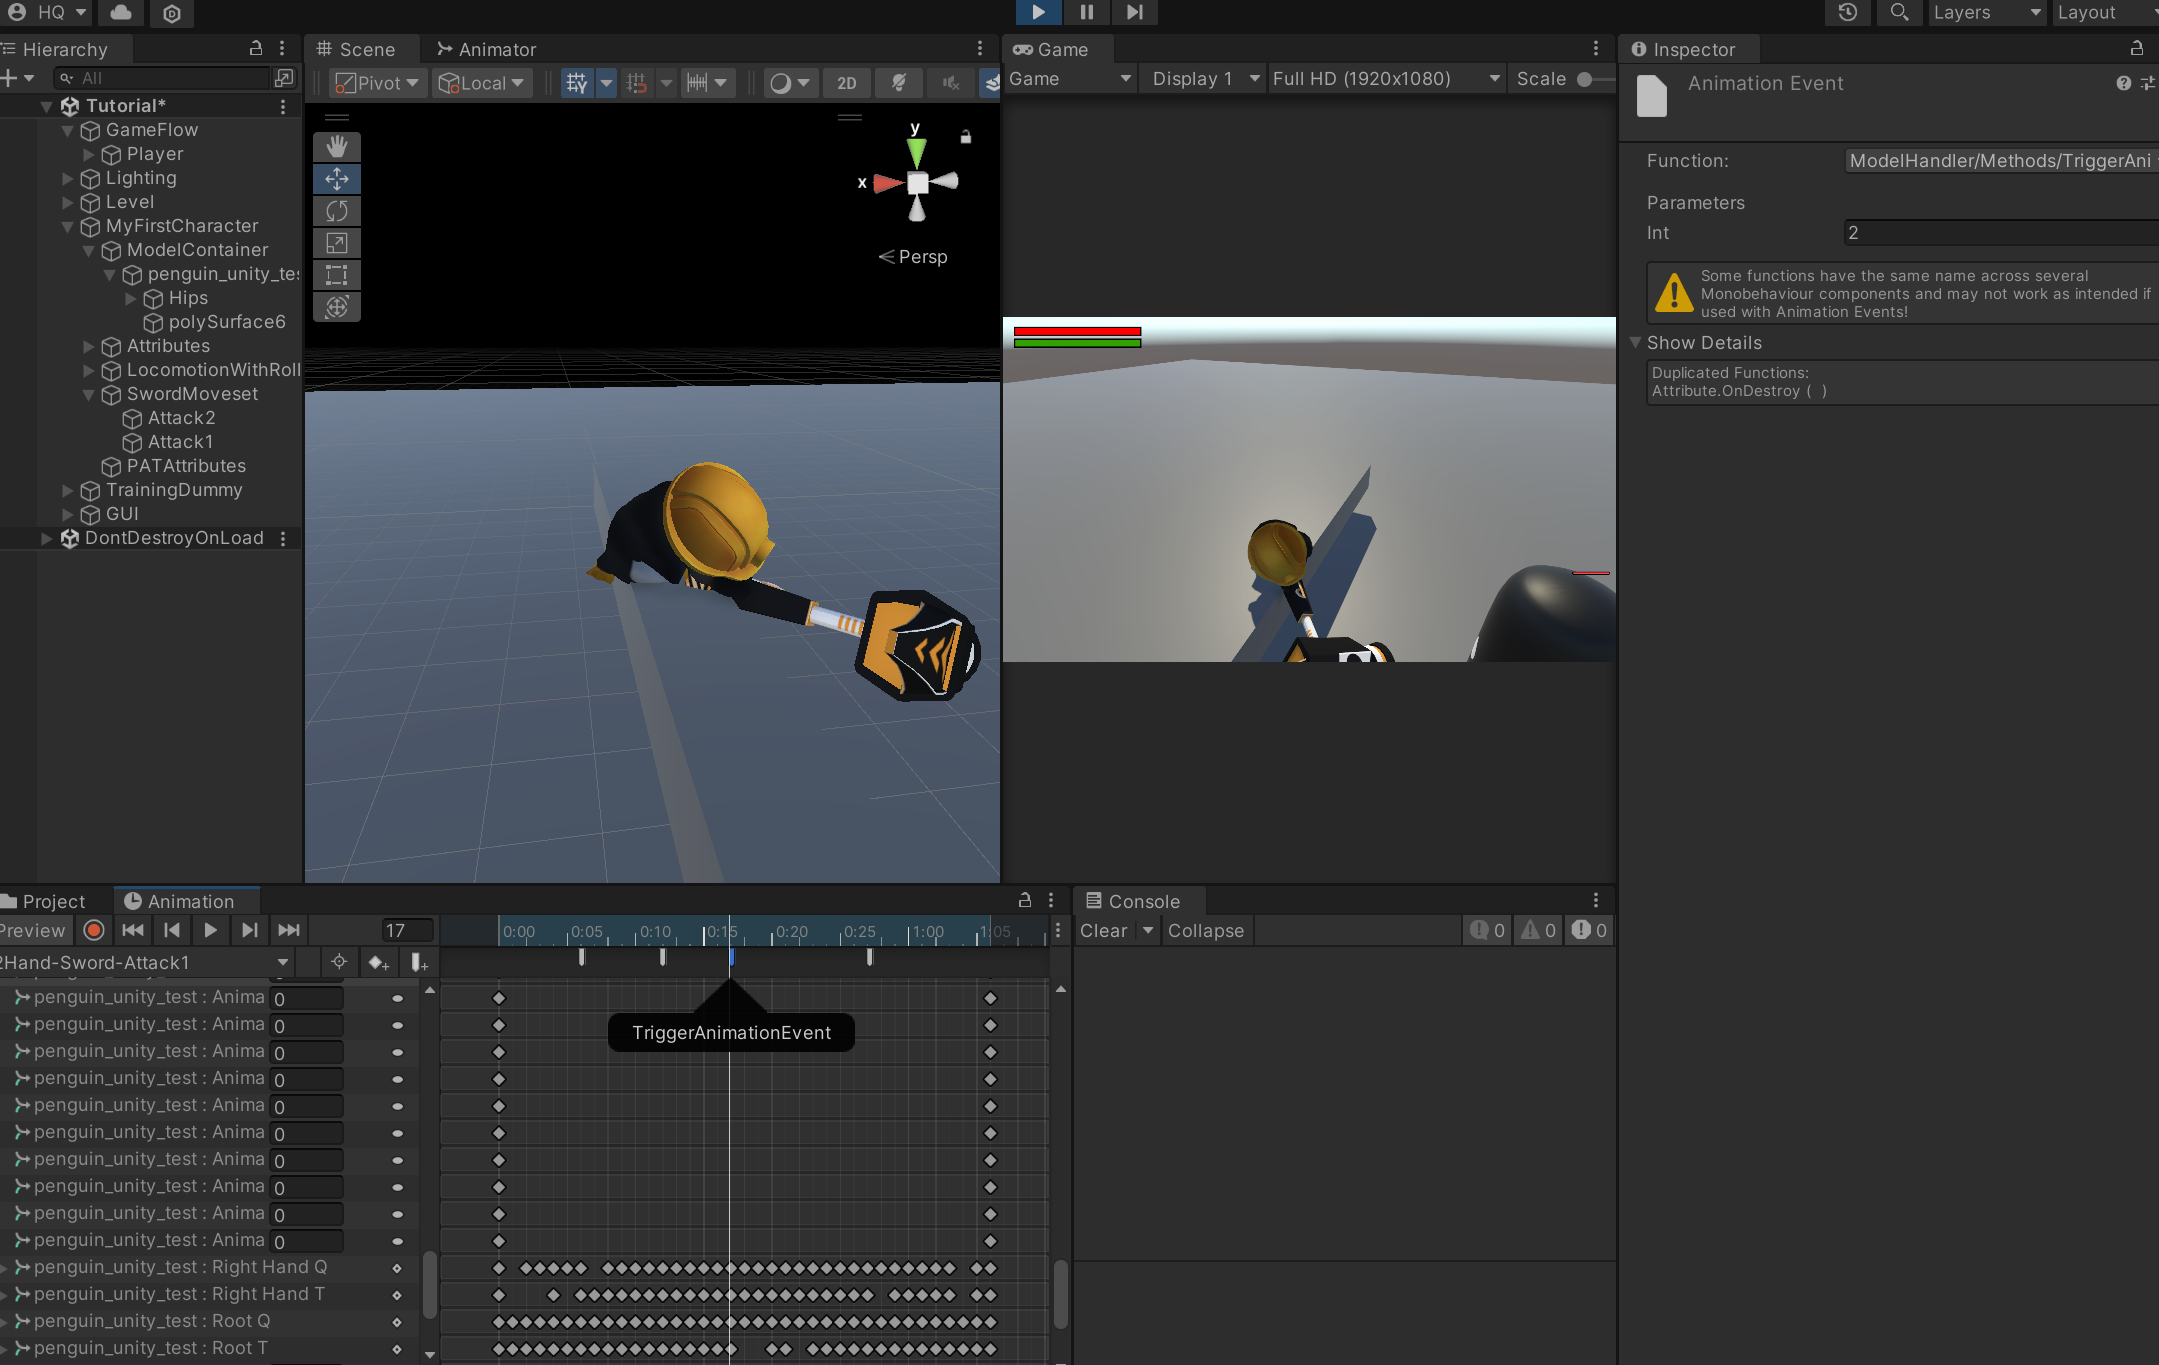 HQ
Layers
Layout
Hierarchy
All
Tutorial*
GameFlow
Player
Lighting
Level
MyFirstCharacter
ModelContainer
penguin_unity_tes
Hips
polySurface6
Attributes
LocomotionWithRoll
SwordMoveset
Attack2
Attack1
PATAttributes
TrainingDummy
GUI
DontDestroyOnLoad
Scene
Animator
Pivot
Local
2D
y
x
Persp
Game
Game
Display 1
Full HD (1920x1080)
Scale
Inspector
Animation Event
Function:
ModelHandler/Methods/TriggerAni
Parameters
Int
2
Some functions have the same name across several
Monobehaviour components and may not work as intended if
used with Animation Events!
Show Details
Duplicated Functions:
Attribute.OnDestroy ( )
Project
Animation
Preview
17
0:00
0:05
0:10
0:15
0:20
0:25
1:00
1:05
2Hand-Sword-Attack1
TriggerAnimationEvent
penguin_unity_test : Anima 0
penguin_unity_test : Anima 0
penguin_unity_test : Anima 0
penguin_unity_test : Anima 0
penguin_unity_test : Anima 0
penguin_unity_test : Anima 0
penguin_unity_test : Anima 0
penguin_unity_test : Anima 0
penguin_unity_test : Anima 0
penguin_unity_test : Anima 0
penguin_unity_test : Right Hand Q
penguin_unity_test : Right Hand T
penguin_unity_test : Root Q
penguin_unity_test : Root T
Console
Clear
Collapse
0
0
0